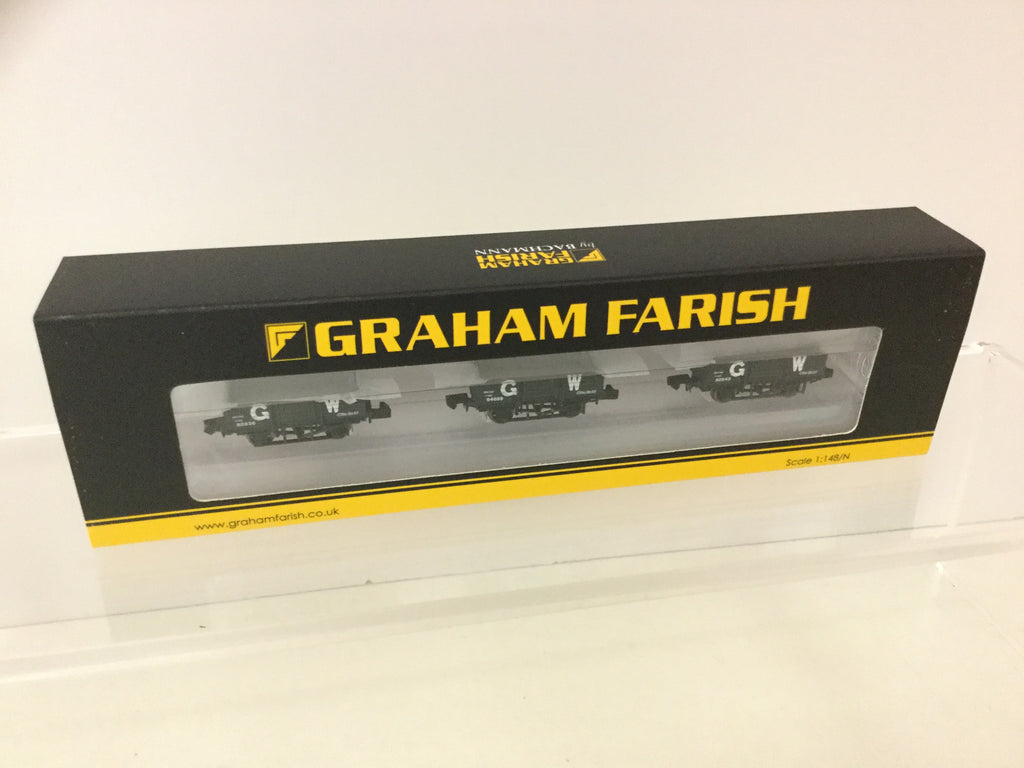 GRAHAM
FARISH
by BACHMANN
GRAHAM FARISH
G W
G W
G W
www.grahamfarish.co.uk
Scale 1:148/N